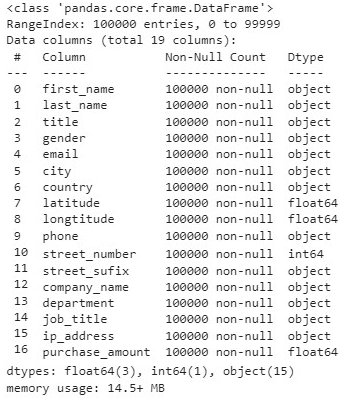 <class 'pandas.core.frame.DataFrame'>
RangeIndex: 100000 entries, 0 to 99999
Data columns (total 19 columns):
 #   Column           Non-Null Count   Dtype
---  ------           --------------   -----
 0   first_name       100000 non-null  object
 1   last_name        100000 non-null  object
 2   title            100000 non-null  object
 3   gender           100000 non-null  object
 4   email            100000 non-null  object
 5   city             100000 non-null  object
 6   country          100000 non-null  object
 7   latitude         100000 non-null  float64
 8   longtitude       100000 non-null  float64
 9   phone            100000 non-null  object
 10  street_number    100000 non-null  int64
 11  street_sufix     100000 non-null  object
 12  company_name     100000 non-null  object
 13  department       100000 non-null  object
 14  job_title        100000 non-null  object
 15  ip_address       100000 non-null  object
 16  purchase_amount  100000 non-null  float64
dtypes: float64(3), int64(1), object(15)
memory usage: 14.5+ MB